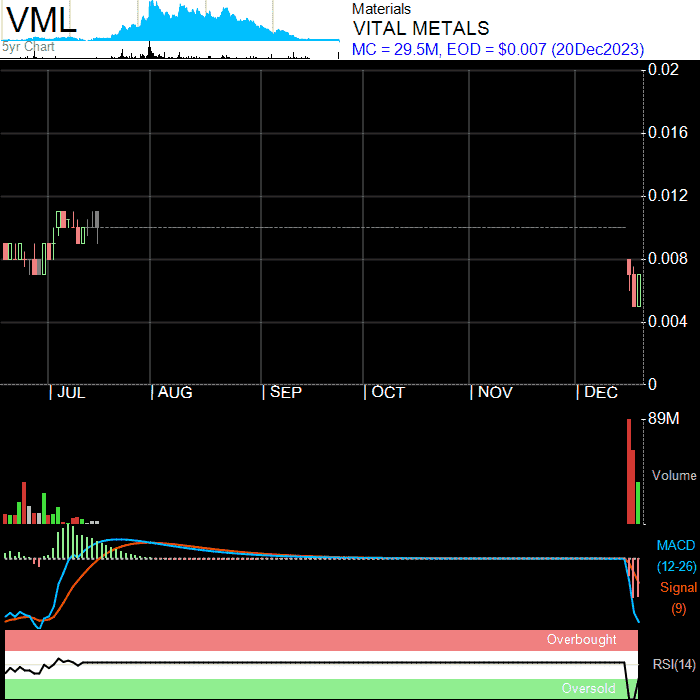 VML
5yr Chart
Materials
VITAL METALS
MC = 29.5M, EOD = $0.007 (20Dec2023)
0.02
0.016
0.012
0.008
0.004
0
JUL
AUG
SEP
OCT
NOV
DEC
89M
Volume
MACD
(12-26)
Signal
(9)
Overbought
RSI(14)
Oversold